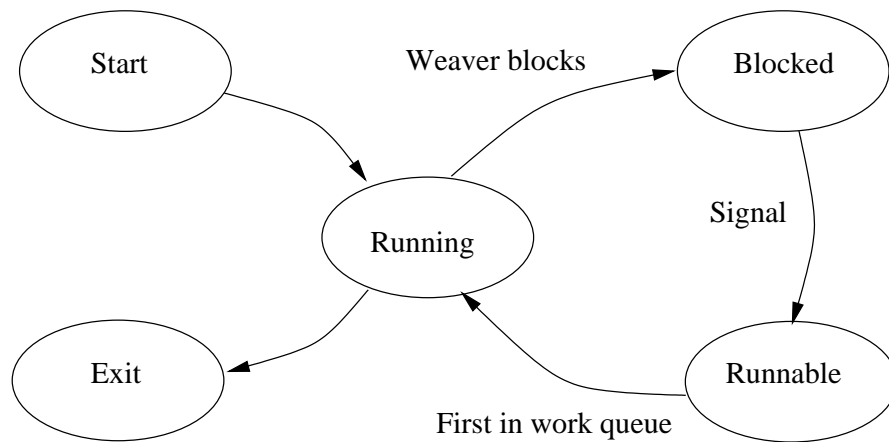 Start
Weaver blocks
Blocked
Signal
Running
Exit
Runnable
First in work queue